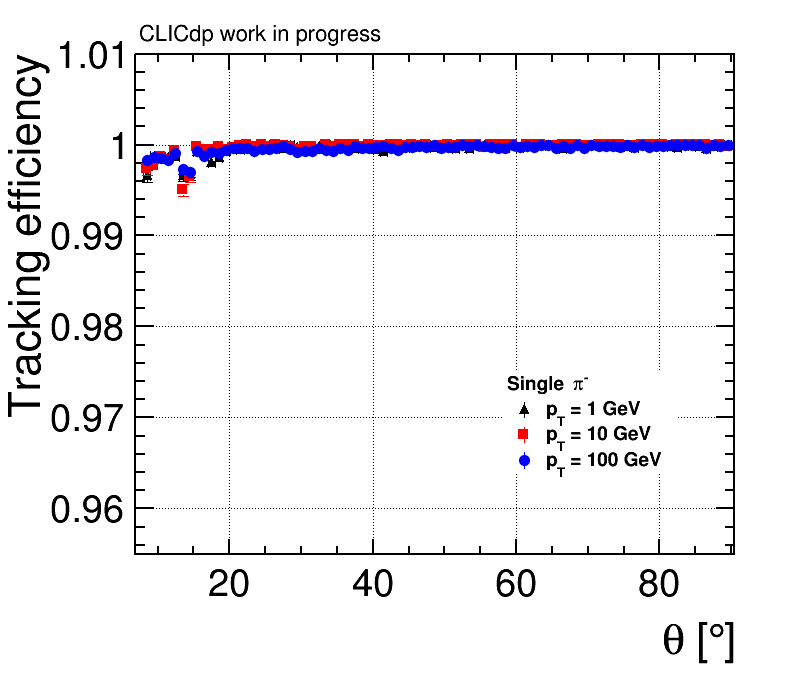 CLICdp work in progress
Tracking efficiency
1.01
1
0.99
0.98
0.97
0.96
Single π⁻
p_T = 1 GeV
p_T = 10 GeV
p_T = 100 GeV
20 40 60 80
θ [°]